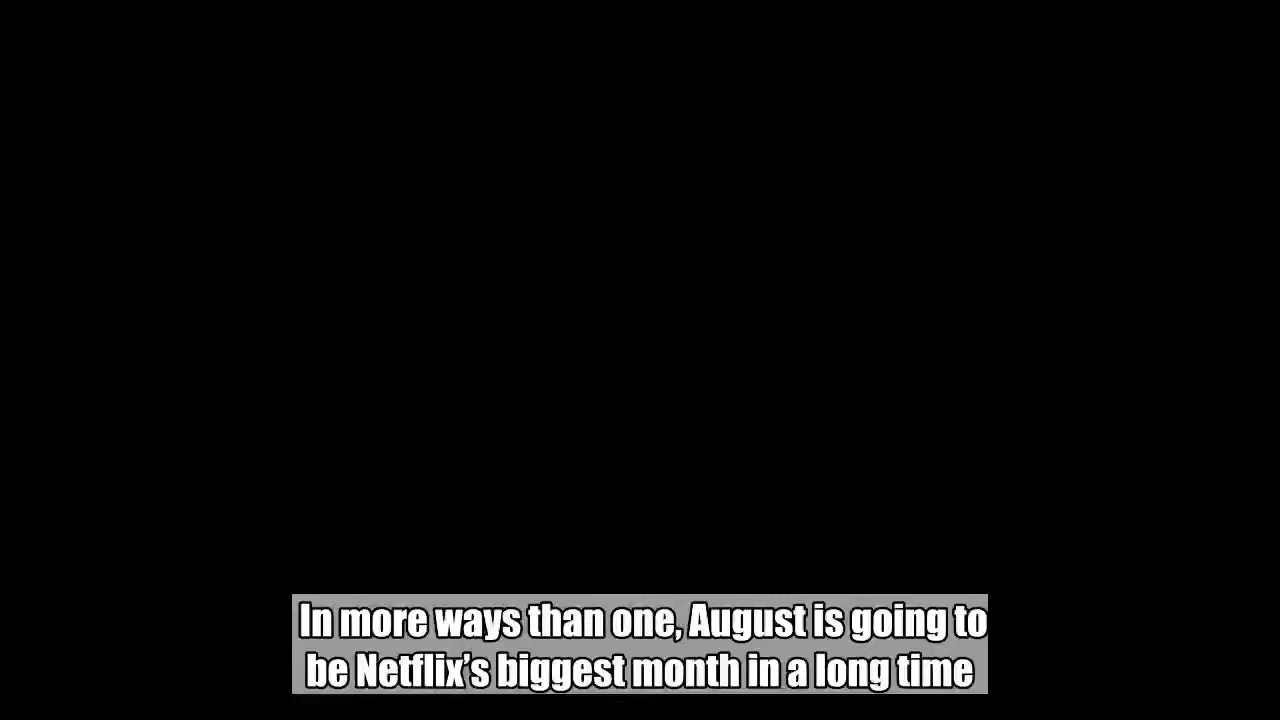 In more ways than one, August is going to
be Netflix’s biggest month in a long time